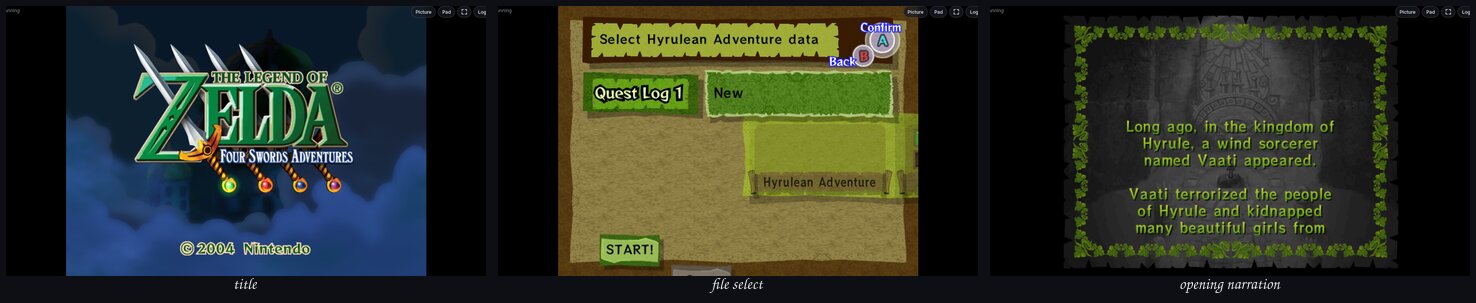 Picture
Pad
Log
THE LEGEND OF
ZELDA®
FOUR SWORDS ADVENTURES
© 2004 Nintendo
title
Picture
Pad
Log
Select Hyrulean Adventure data
Confirm
A
Back B
Quest Log 1
New
Hyrulean Adventure
START!
file select
Picture
Pad
Log
Long ago, in the kingdom of
Hyrule, a wind sorcerer
named Vaati appeared.
Vaati terrorized the people
of Hyrule and kidnapped
many beautiful girls from
opening narration